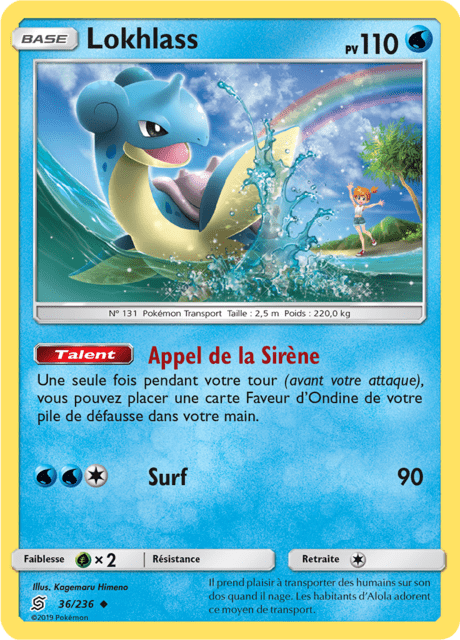 BASE Lokhlass PV 110
N° 131 Pokémon Transport Taille : 2,5 m Poids : 220,0 kg
Talent Appel de la Sirène
Une seule fois pendant votre tour (avant votre attaque),
vous pouvez placer une carte Faveur d'Ondine de votre
pile de défausse dans votre main.
Surf 90
Faiblesse ×2 Résistance Retraite
Illus. Kagemaru Himeno
36/236
©2019 Pokémon
Il prend plaisir à transporter des humains sur son
dos quand il nage. Les habitants d'Alola adorent
ce moyen de transport.